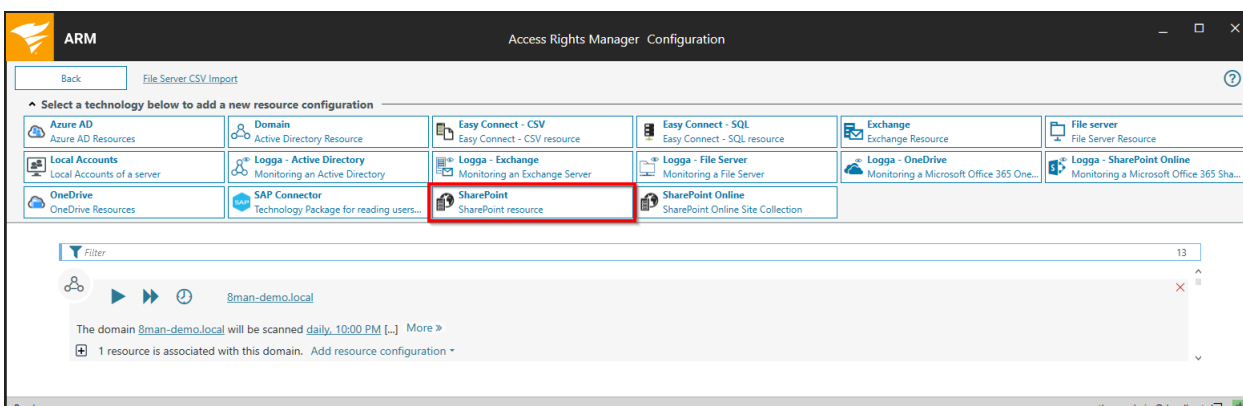 ARM
Access Rights Manager Configuration
Back
File Server CSV Import
Select a technology below to add a new resource configuration
Azure AD
Azure AD Resources
Domain
Active Directory Resource
Easy Connect - CSV
Easy Connect - CSV resource
Easy Connect - SQL
Easy Connect - SQL resource
Exchange
Exchange Resource
File server
File Server Resource
Local Accounts
Local Accounts of a server
Logga - Active Directory
Monitoring an Active Directory
Logga - Exchange
Monitoring an Exchange Server
Logga - File Server
Monitoring a File Server
Logga - OneDrive
Monitoring a Microsoft Office 365 One...
Logga - SharePoint Online
Monitoring a Microsoft Office 365 Sha...
OneDrive
OneDrive Resources
SAP Connector
Technology Package for reading users...
SharePoint
SharePoint resource
SharePoint Online
SharePoint Online Site Collection
Filter
13
8man-demo.local
The domain 8man-demo.local will be scanned daily, 10:00 PM [...] More »
1 resource is associated with this domain. Add resource configuration